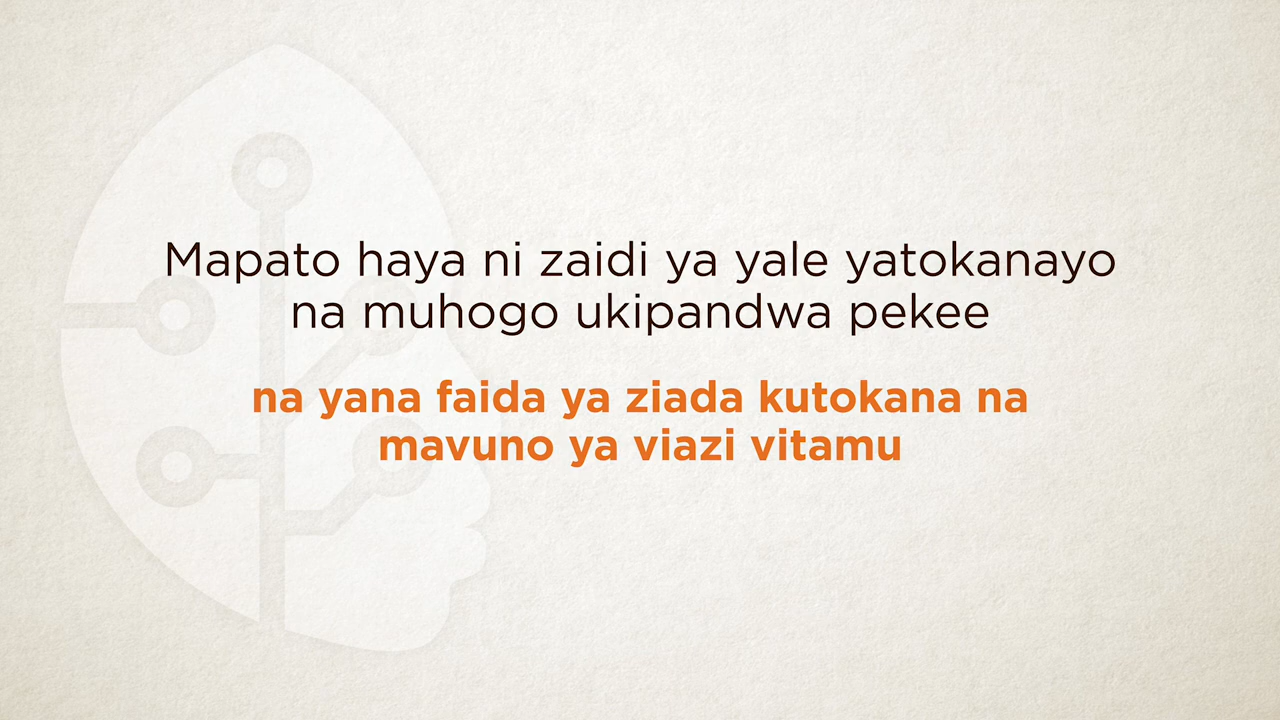 Mapato haya ni zaidi ya yale yatokanayo
na muhogo ukipandwa pekee
na yana faida ya ziada kutokana na
mavuno ya viazi vitamu